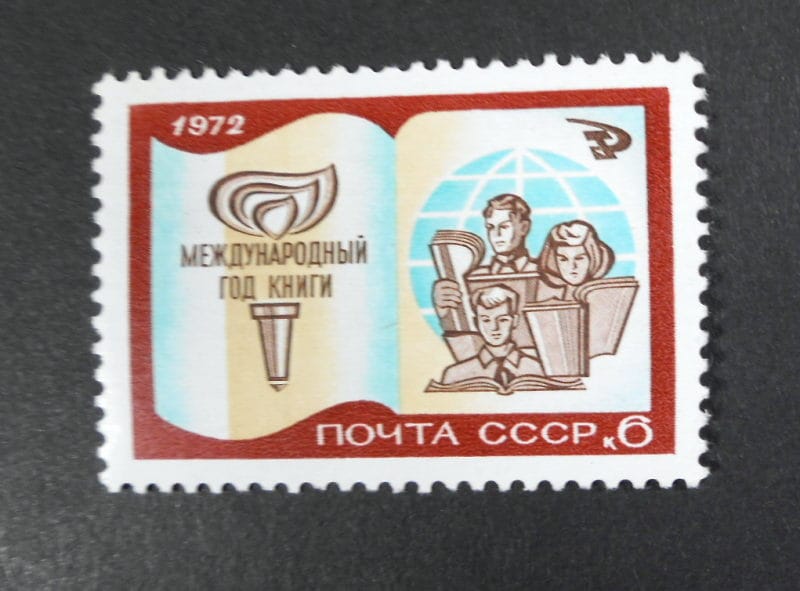 1972
МЕЖДУНАРОДНЫЙ
ГОД КНИГИ
ПОЧТА СССР к6